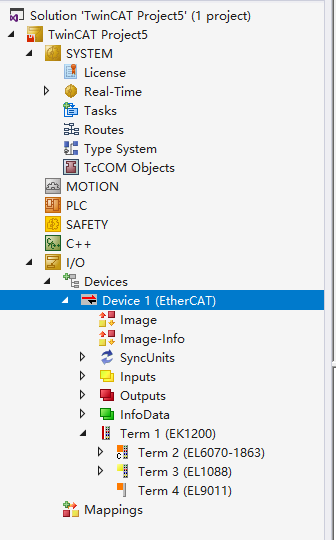 Solution 'TwinCAT Project5' (1 project)
TwinCAT Project5
SYSTEM
License
Real-Time
Tasks
Routes
Type System
TcCOM Objects
MOTION
PLC
SAFETY
C++
I/O
Devices
Device 1 (EtherCAT)
Image
Image-Info
SyncUnits
Inputs
Outputs
InfoData
Term 1 (EK1200)
Term 2 (EL6070-1863)
Term 3 (EL1088)
Term 4 (EL9011)
Mappings